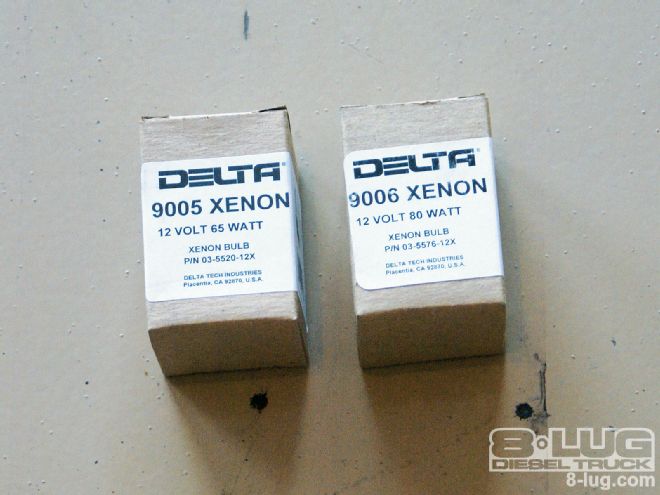 DELTA®
9005 XENON
12 VOLT 65 WATT
XENON BULB
P/N 03-5520-12X
DELTA TECH INDUSTRIES
Placentia, CA 92870, U.S.A.
DELTA®
9006 XENON
12 VOLT 80 WATT
XENON BULB
P/N 03-5576-12X
DELTA TECH INDUSTRIES
Placentia, CA 92870, U.S.A.
8-LUG
DIESEL TRUCK
8-lug.com